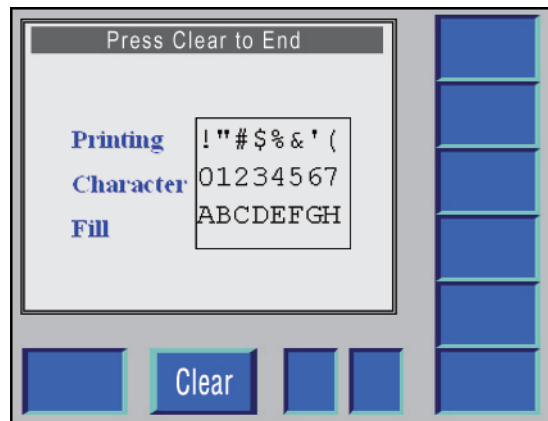 Press Clear to End
Printing
Character
Fill
!"#$%&'(
01234567
ABCDEFGH
Clear